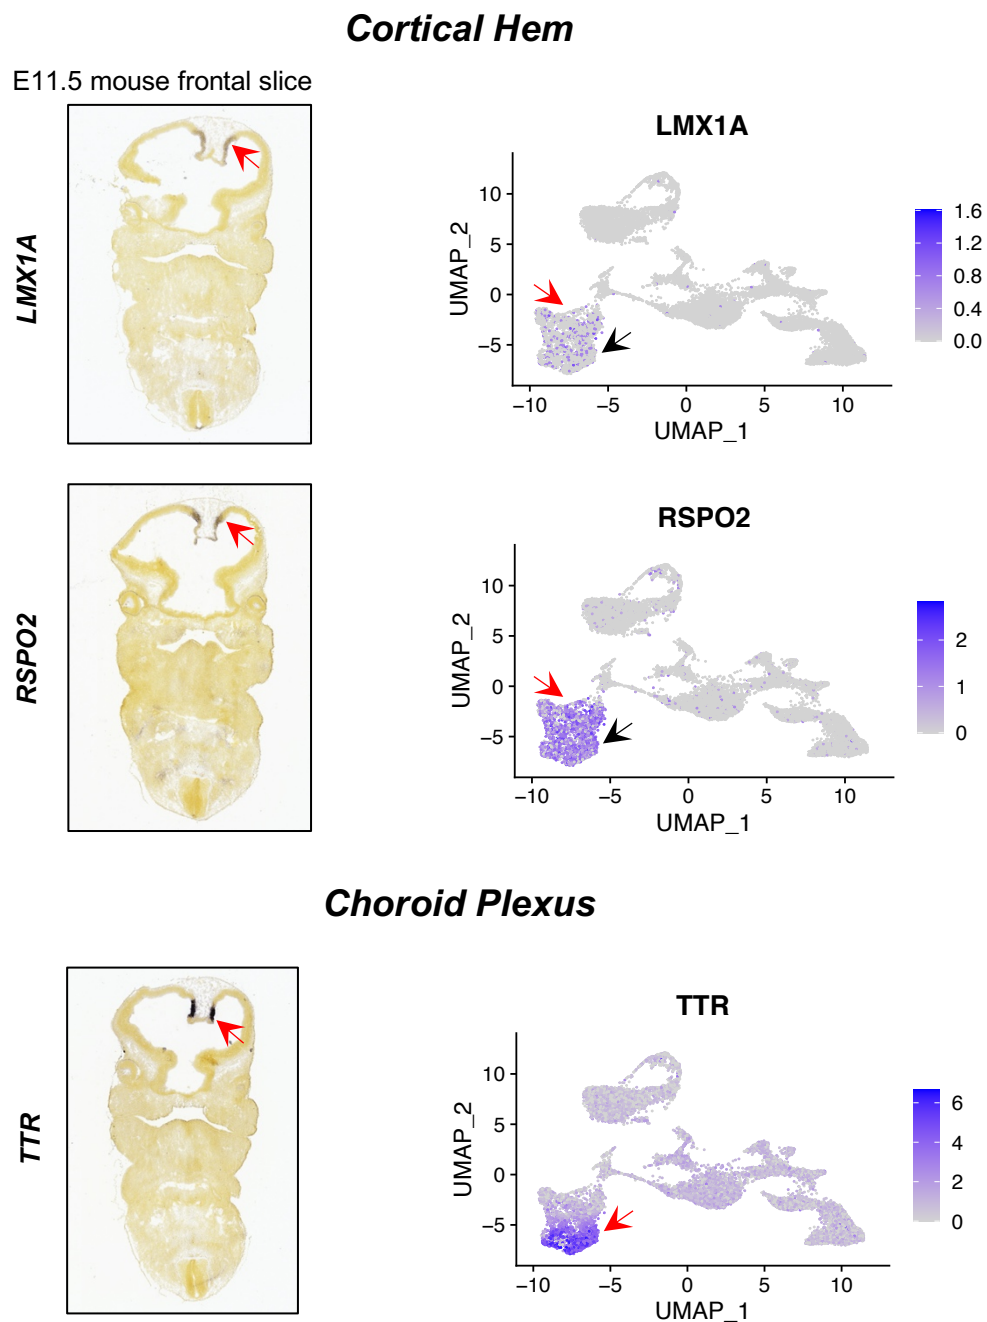 Cortical Hem
E11.5 mouse frontal slice
LMX1A
LMX1A
UMAP_2
10
5
0
−5
−10
−5
0
5
10
UMAP_1
1.6
1.2
0.8
0.4
0.0
RSPO2
RSPO2
UMAP_2
10
5
0
−5
−10
−5
0
5
10
UMAP_1
2
1
0
Choroid Plexus
TTR
TTR
UMAP_2
10
5
0
−5
−10
−5
0
5
10
UMAP_1
6
4
2
0